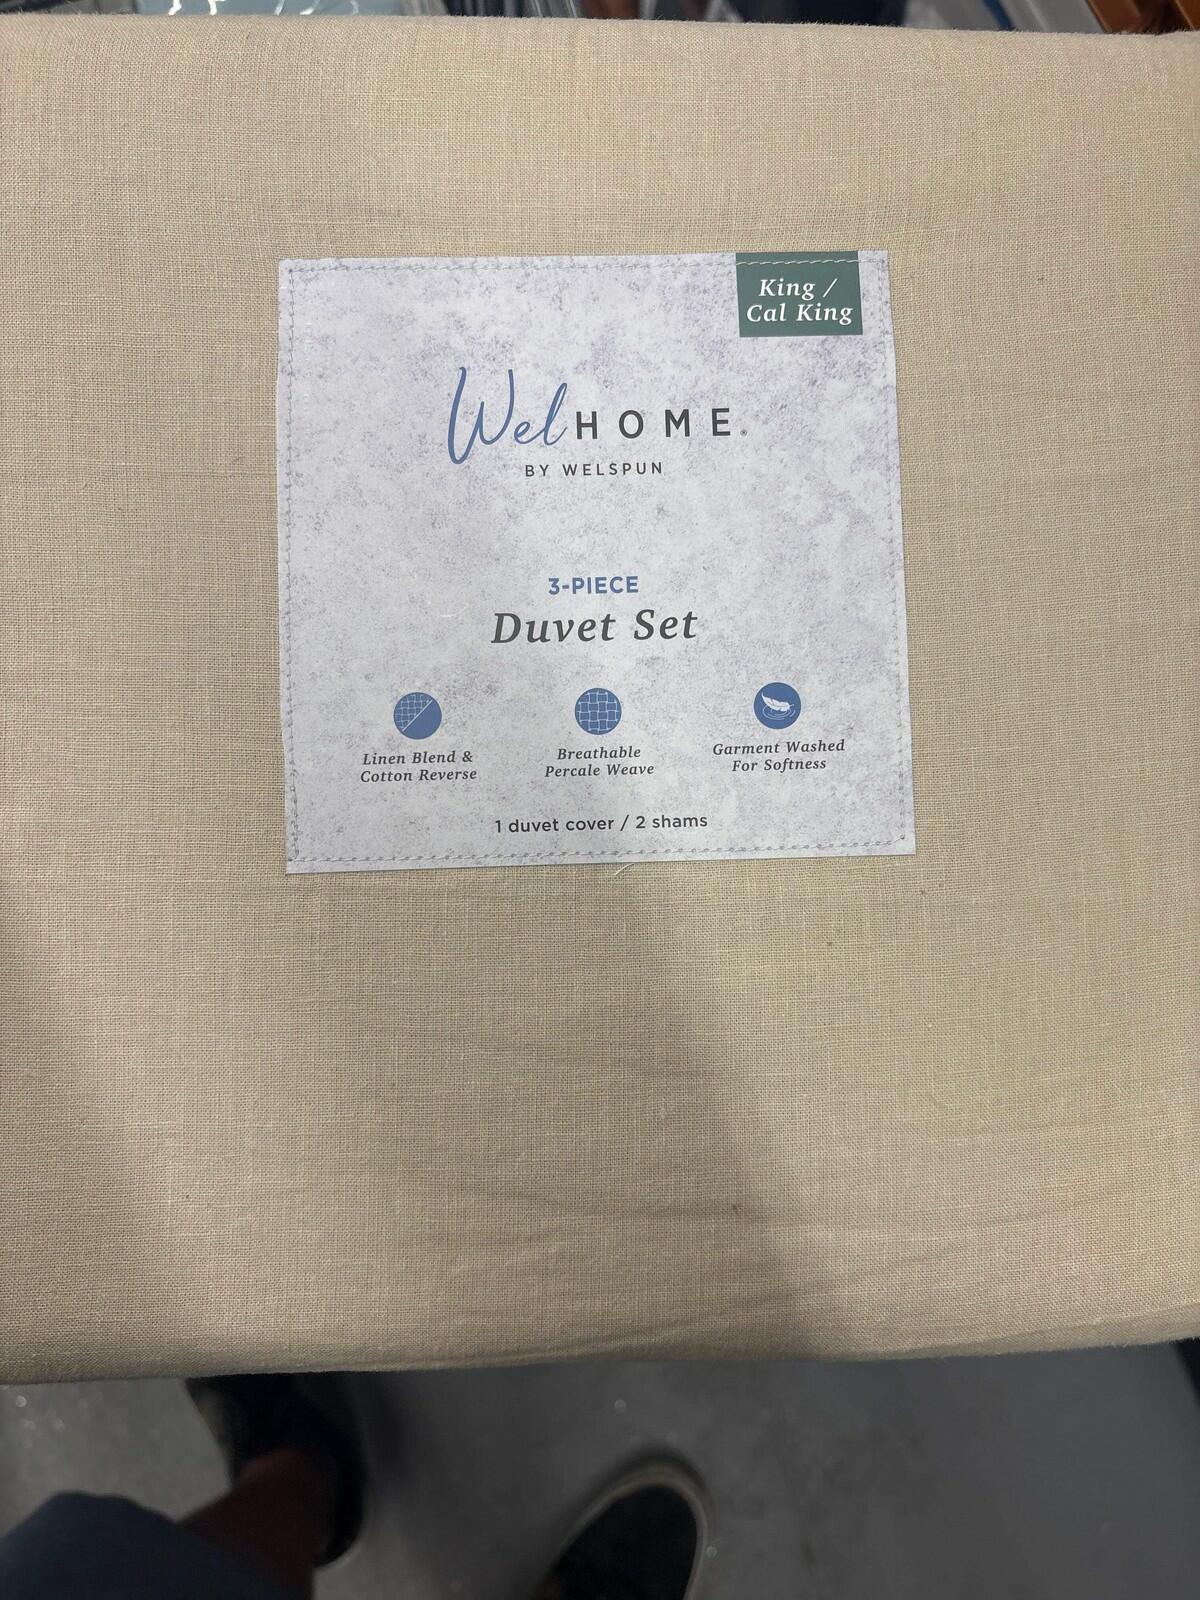 King /
Cal King
WelHOME®
BY WELSPUN
3-PIECE
Duvet Set
Linen Blend &
Cotton Reverse
Breathable
Percale Weave
Garment Washed
For Softness
1 duvet cover / 2 shams